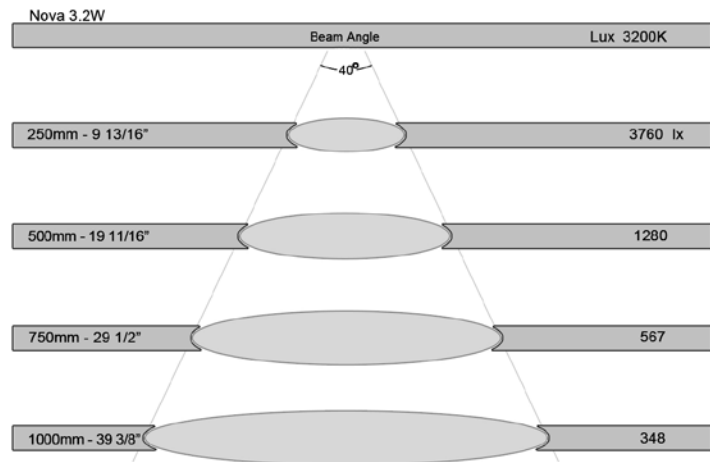 Nova 3.2W
Beam Angle Lux 3200K
40º
250mm - 9 13/16" 3760 lx
500mm - 19 11/16" 1280
750mm - 29 1/2" 567
1000mm - 39 3/8" 348